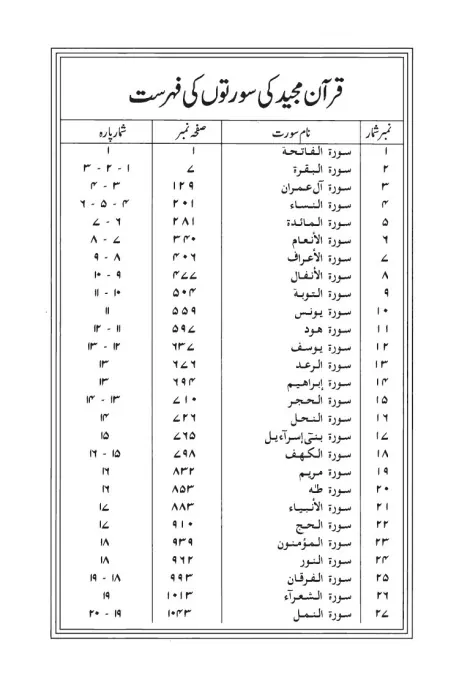 قرآن مجید کی سورتوں کی فہرست
نمبر شمار نام سورت صفحہ نمبر شمار پارہ
۱ سورة الفاتحة ۱ ۱
۲ سورة البقرة ۷ ۱ - ۲ - ۳
۳ سورة آل عمران ۱۲۹ ۳ - ۴
۴ سورة النساء ۲۰۱ ۴ - ۵ - ۶
۵ سورة المائدة ۲۸۱ ۶ - ۷
۶ سورة الأنعام ۳۴۰ ۷ - ۸
۷ سورة الأعراف ۴۰۶ ۸ - ۹
۸ سورة الأنفال ۴۷۷ ۹ - ۱۰
۹ سورة التوبة ۵۰۴ ۱۰ - ۱۱
۱۰ سورة يونس ۵۵۹ ۱۱
۱۱ سورة هود ۵۹۷ ۱۱ - ۱۲
۱۲ سورة يوسف ۶۳۷ ۱۲ - ۱۳
۱۳ سورة الرعد ۶۷۶ ۱۳
۱۴ سورة إبراهيم ۶۹۴ ۱۳
۱۵ سورة الحجر ۷۱۰ ۱۳ - ۱۴
۱۶ سورة النحل ۷۲۶ ۱۴
۱۷ سورة بنىٓ إسرآءيل ۷۶۵ ۱۵
۱۸ سورة الكهف ۷۹۸ ۱۵ - ۱۶
۱۹ سورة مريم ۸۳۲ ۱۶
۲۰ سورة طه ۸۵۳ ۱۶
۲۱ سورة الأنبياء ۸۸۳ ۱۷
۲۲ سورة الحج ۹۱۰ ۱۷
۲۳ سورة المؤمنون ۹۳۹ ۱۸
۲۴ سورة النور ۹۶۲ ۱۸
۲۵ سورة الفرقان ۹۹۳ ۱۸ - ۱۹
۲۶ سورة الشعرآء ۱۰۱۳ ۱۹
۲۷ سورة النمل ۱۰۴۳ ۱۹ - ۲۰